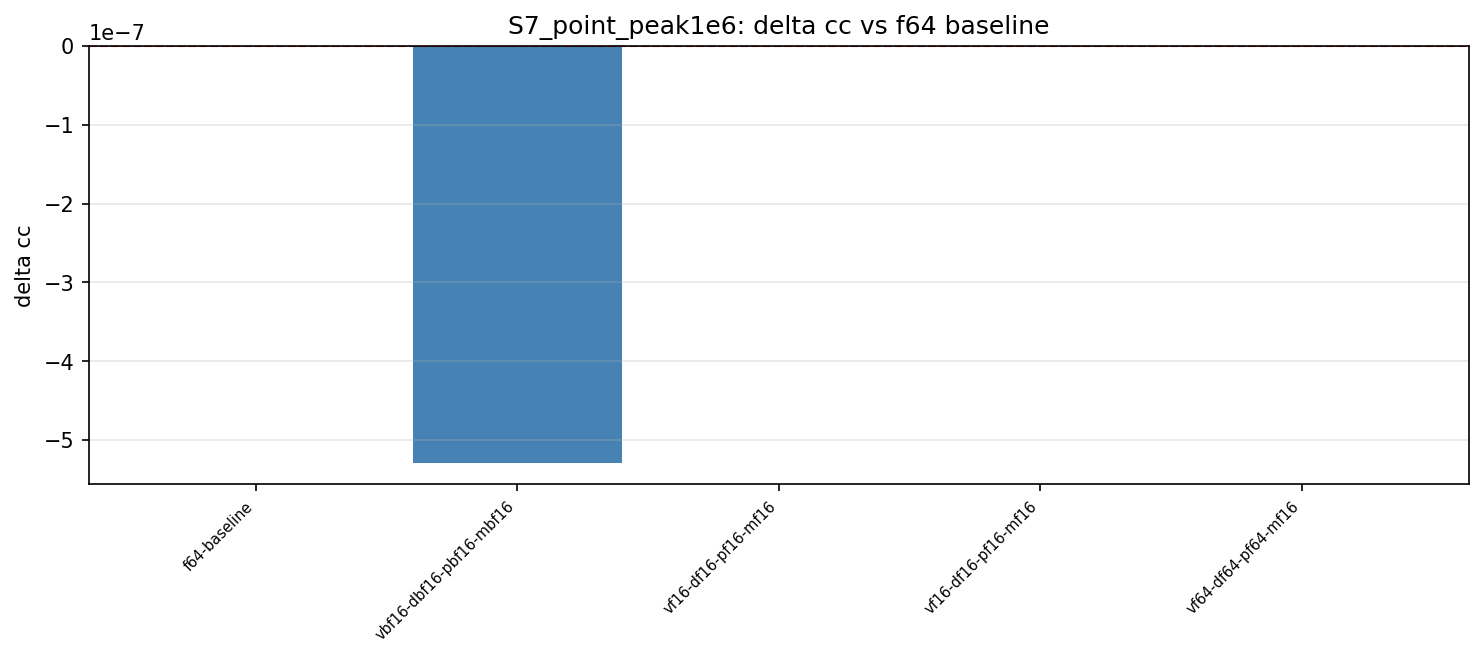 S7_point_peak1e6: delta cc vs f64 baseline
1e−7
0
−1
−2
−3
−4
−5
delta cc
f64-baseline
vbf16-dbf16-pbf16-mbf16
vf16-df16-pf16-mf16
vf16-df16-pf16-mf16
vf64-df64-pf64-mf16